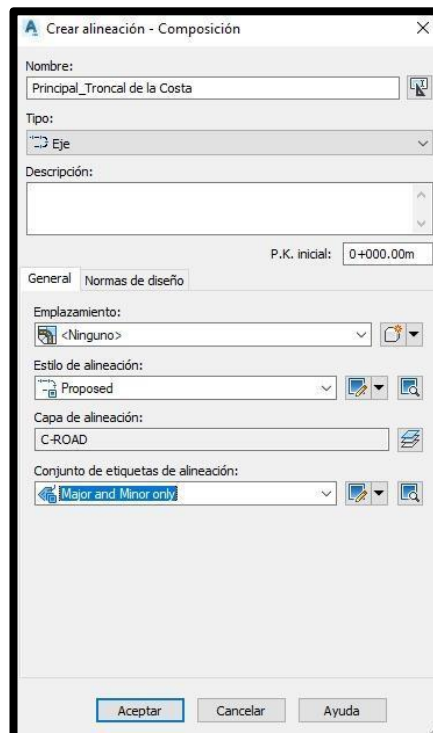 Crear alineación - Composición
Nombre:
Principal_Troncal de la Costa
Tipo:
Eje
Descripción:
P.K. inicial: 0+000.00m
General Normas de diseño
Emplazamiento:
<Ninguno>
Estilo de alineación:
Proposed
Capa de alineación:
C-ROAD
Conjunto de etiquetas de alineación:
Major and Minor only
Aceptar Cancelar Ayuda